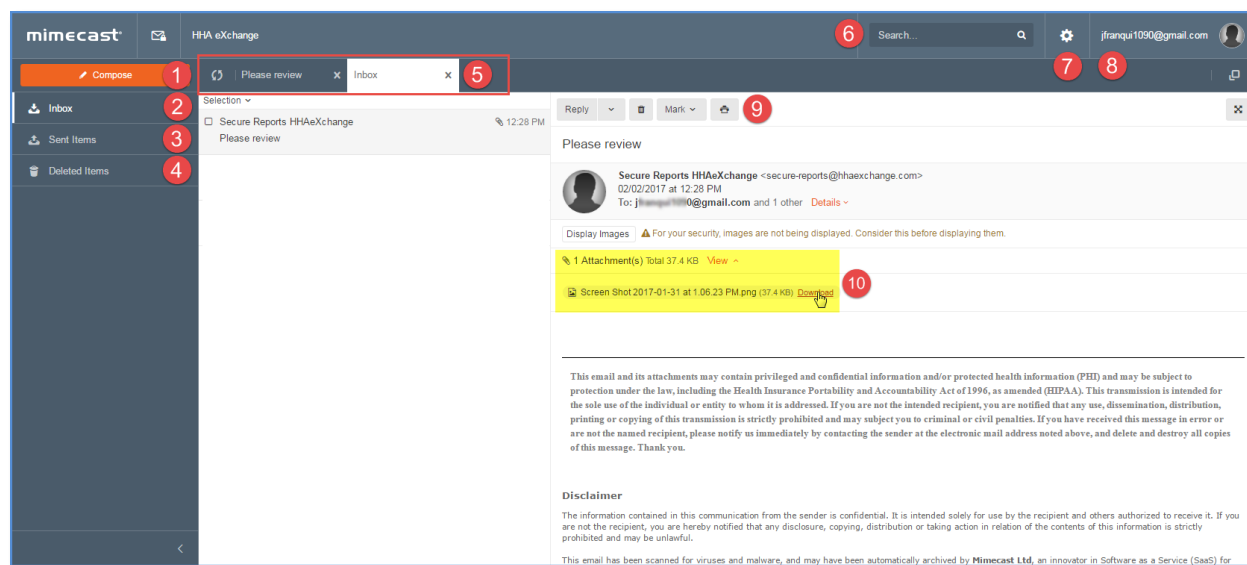 mimecast
HHA eXchange
6
Search...
7
jfranqui1090@gmail.com
8
Compose
1
Please review x
Inbox x
5
Inbox
2
Sent Items
3
Deleted Items
4
Selection
Secure Reports HHAeXchange 12:28 PM
Please review
Reply
Mark
9
Please review
Secure Reports HHAeXchange <secure-reports@hhaexchange.com>
02/02/2017 at 12:28 PM
To: j 0@gmail.com and 1 other Details
Display Images For your security, images are not being displayed. Consider this before displaying them.
1 Attachment(s) Total 37.4 KB View
Screen Shot 2017-01-31 at 1.06.23 PM.png (37.4 KB) Download
10
This email and its attachments may contain privileged and confidential information and/or protected health information (PHI) and may be subject to
protection under the law, including the Health Insurance Portability and Accountability Act of 1996, as amended (HIPAA). This transmission is intended for
the sole use of the individual or entity to whom it is addressed. If you are not the intended recipient, you are notified that any use, dissemination, distribution,
printing or copying of this transmission is strictly prohibited and may subject you to criminal or civil penalties. If you have received this message in error or
are not the named recipient, please notify us immediately by contacting the sender at the electronic mail address noted above, and delete and destroy all copies
of this message. Thank you.
Disclaimer
The information contained in this communication from the sender is confidential. It is intended solely for use by the recipient and others authorized to receive it. If you
are not the recipient, you are hereby notified that any disclosure, copying, distribution or taking action in relation of the contents of this information is strictly
prohibited and may be unlawful.
This email has been scanned for viruses and malware, and may have been automatically archived by Mimecast Ltd, an innovator in Software as a Service (SaaS) for